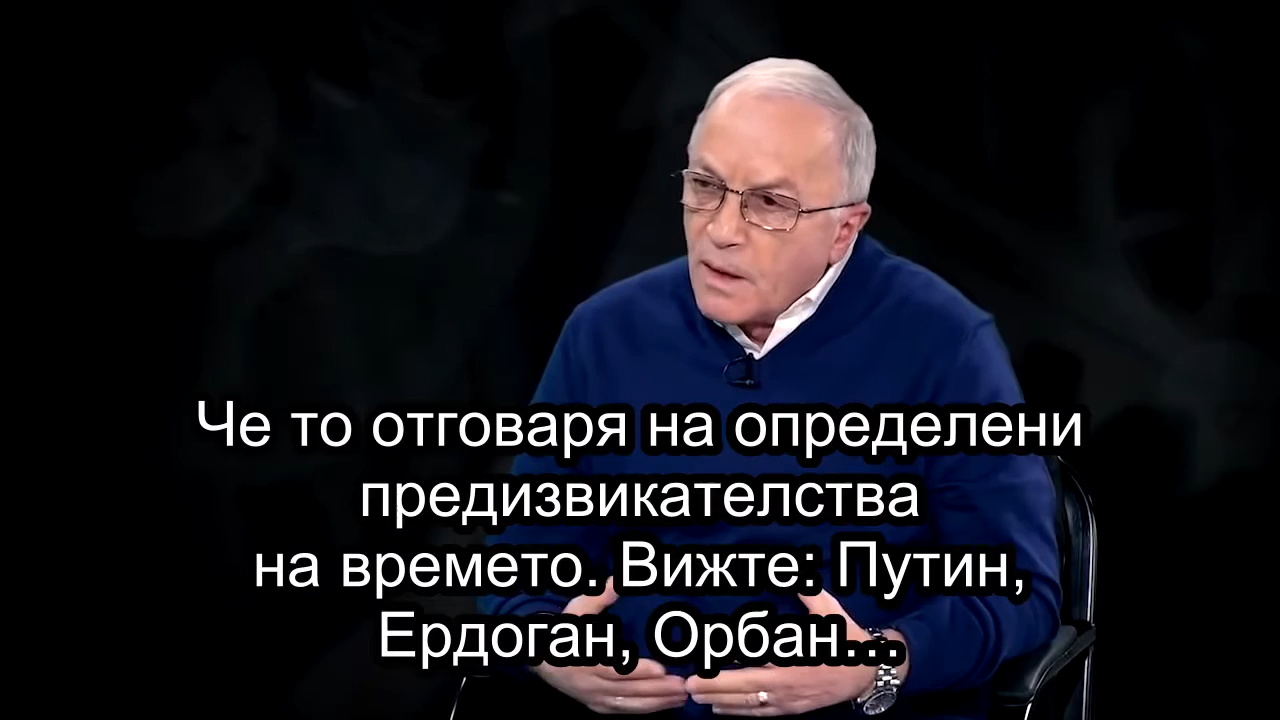 Че то отговаря на определени
предизвикателства
на времето. Вижте: Путин,
Ердоган, Орбан...